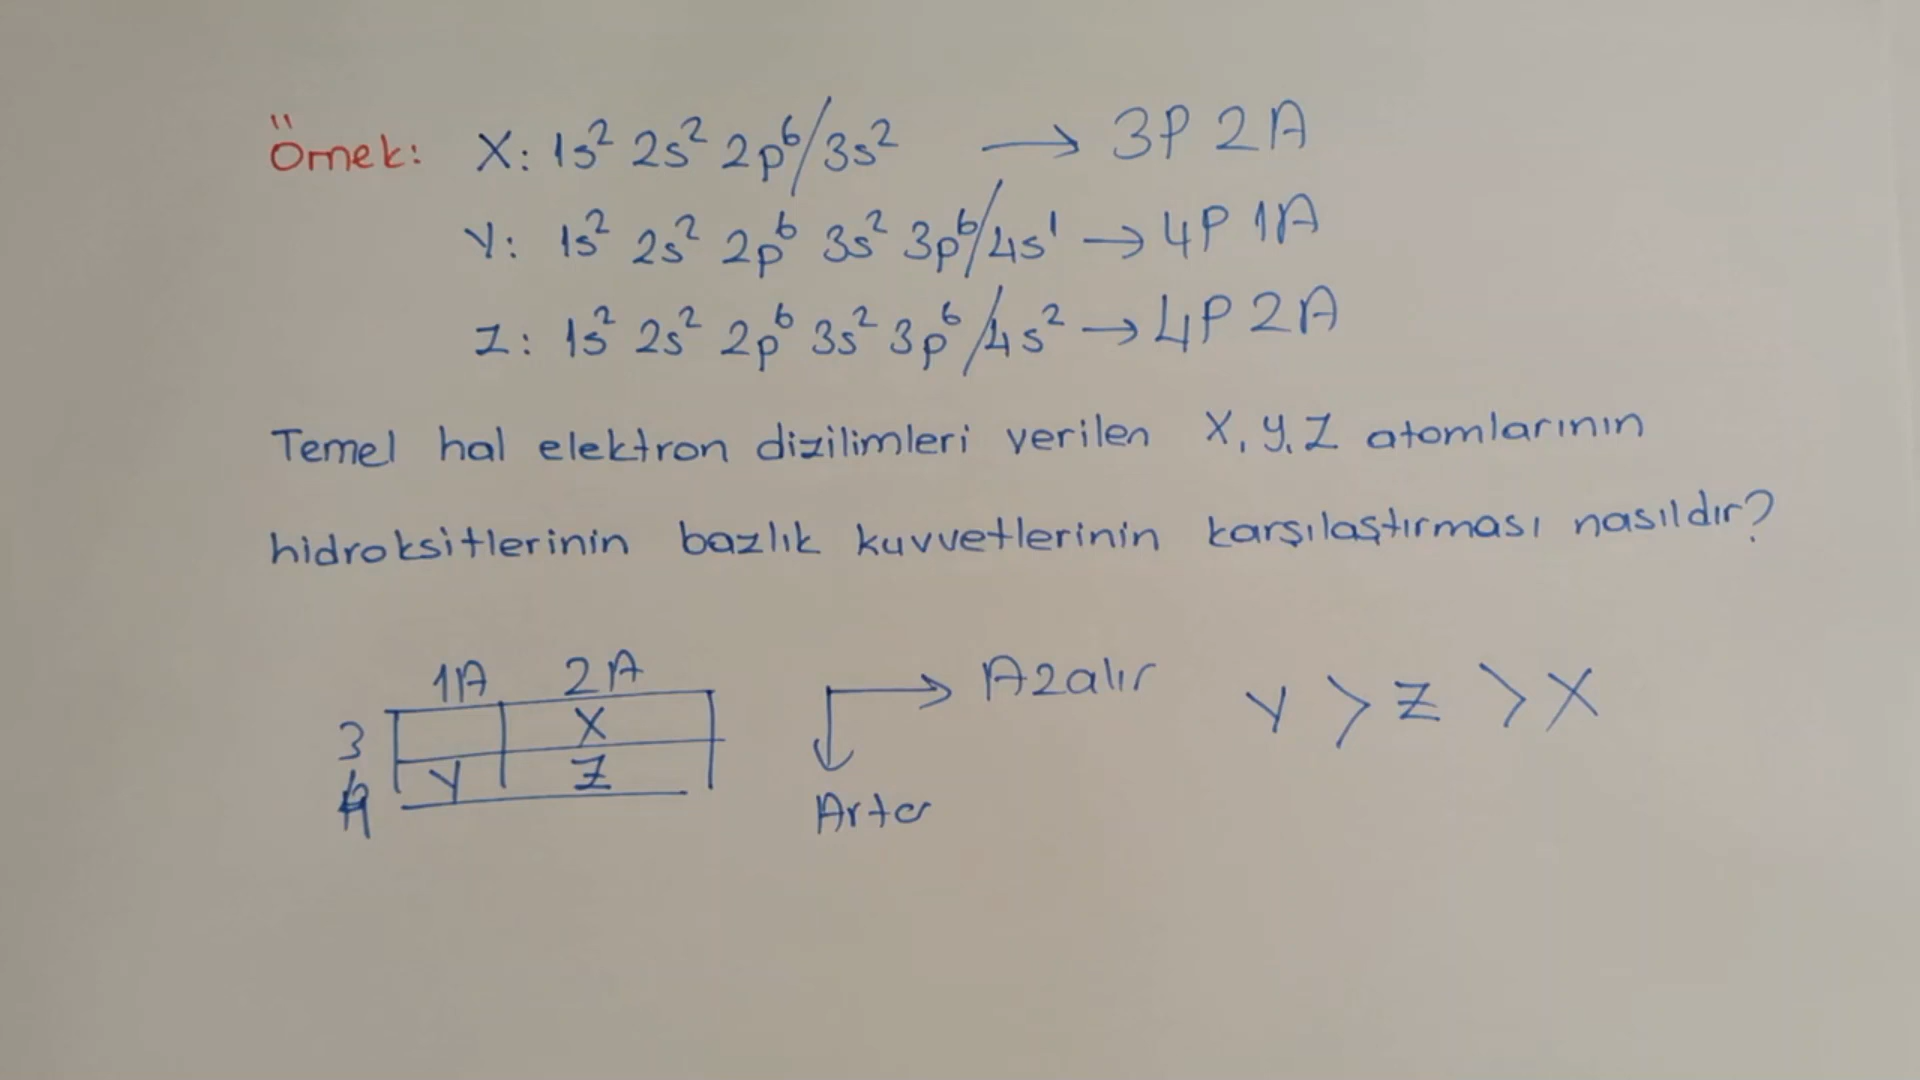 Örnek: X: 1s² 2s² 2p⁶/3s² → 3P 2A
Y: 1s² 2s² 2p⁶ 3s² 3p⁶/4s¹ → 4P 1A
Z: 1s² 2s² 2p⁶ 3s² 3p⁶/4s² → 4P 2A
Temel hal elektron dizilimleri verilen X, Y, Z atomlarının
hidroksitlerinin bazlık kuvvetlerinin karşılaştırması nasıldır?
1A 2A
3 X
4 Y Z
→ Azalır
↓
Artar
Y > Z > X